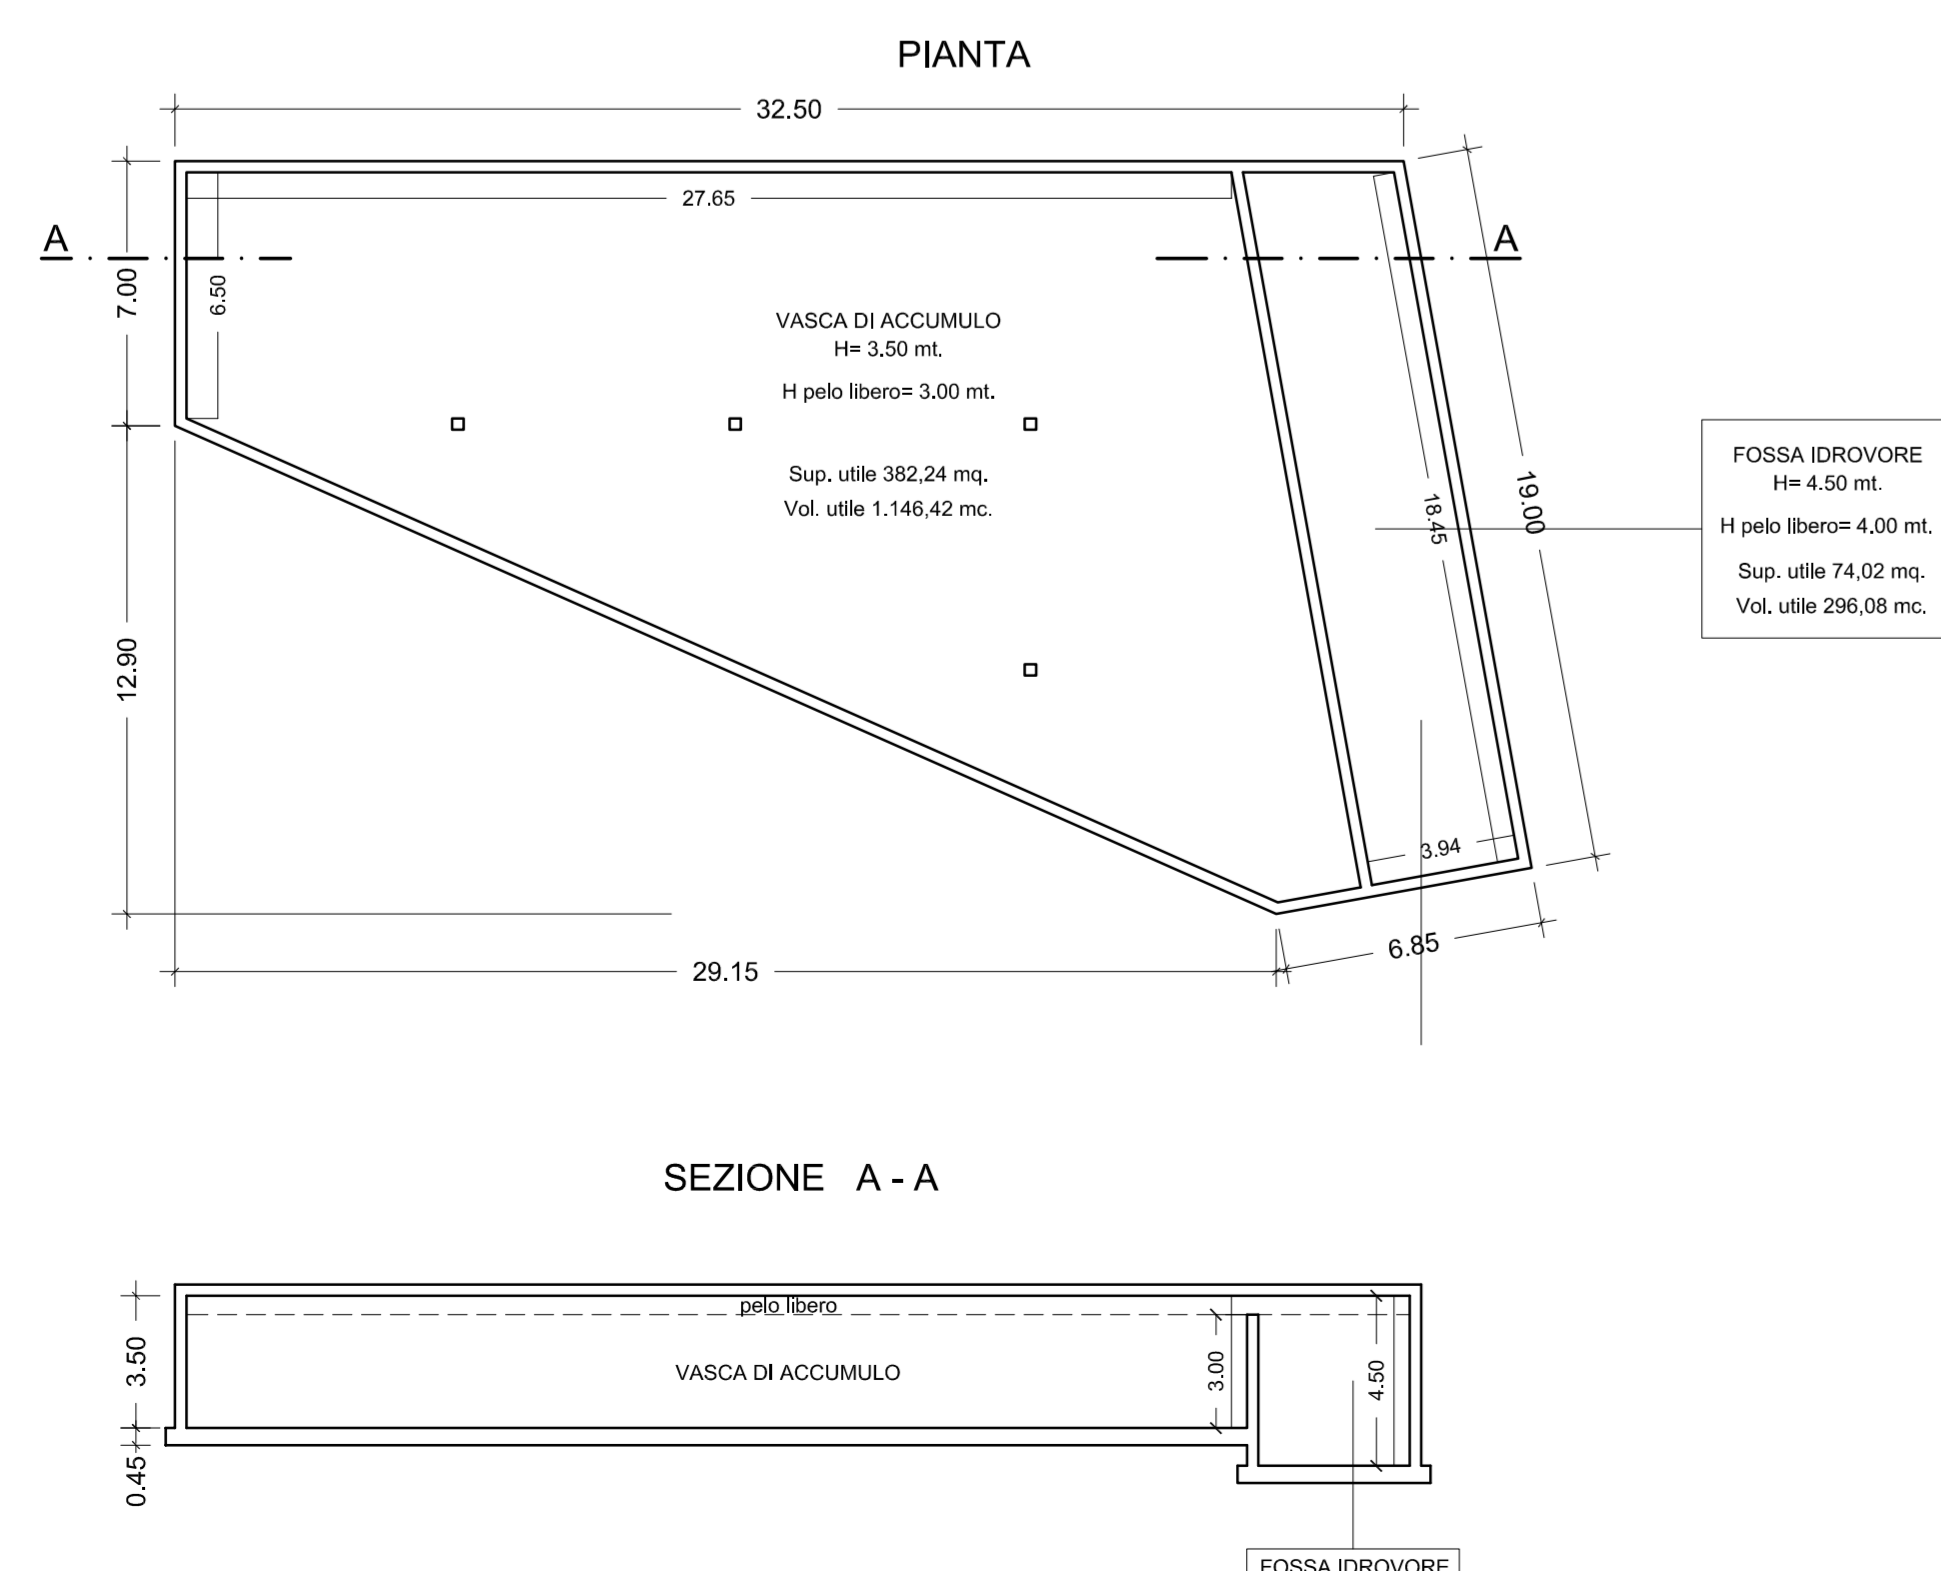 PIANTA
32.50
27.65
A
A
7.00
6.50
VASCA DI ACCUMULO
H= 3.50 mt.
H pelo libero= 3.00 mt.
Sup. utile 382,24 mq.
Vol. utile 1.146,42 mc.
18.45
19.00
FOSSA IDROVORE
H= 4.50 mt.
H pelo libero= 4.00 mt.
Sup. utile 74,02 mq.
Vol. utile 296,08 mc.
12.90
3.94
6.85
29.15
SEZIONE A - A
pelo libero
3.50
VASCA DI ACCUMULO
3.00
4.50
0.45
FOSSA IDROVORE